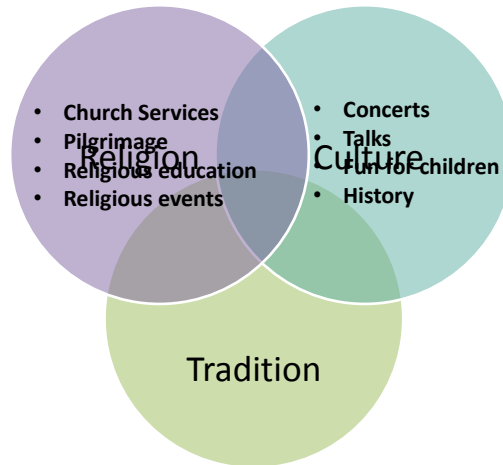 • Church Services
• Pilgrimage
Religion
• Religious education
• Religious events
• Concerts
• Talks
Culture
• Fun for children
• History
Tradition